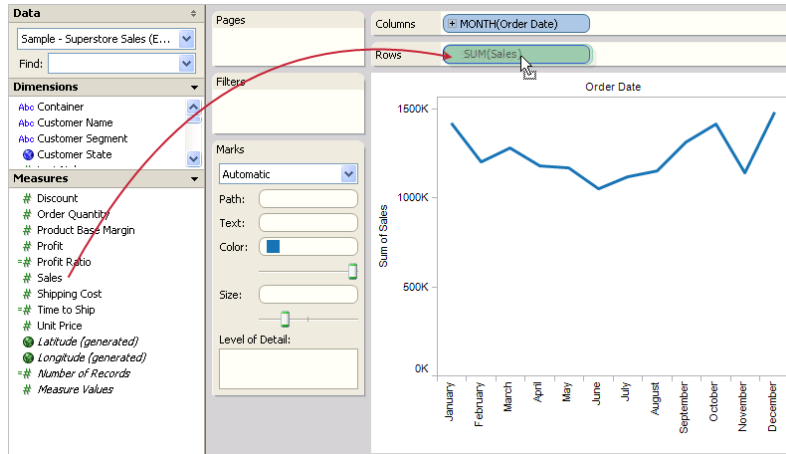 Data
Sample - Superstore Sales (E...
Find:
Dimensions
Abc Container
Abc Customer Name
Abc Customer Segment
Customer State
Measures
# Discount
# Order Quantity
# Product Base Margin
# Profit
=# Profit Ratio
# Sales
# Shipping Cost
=# Time to Ship
# Unit Price
Latitude (generated)
Longitude (generated)
=# Number of Records
# Measure Values
Pages
Filters
Marks
Automatic
Path:
Text:
Color:
Size:
Level of Detail:
Columns
MONTH(Order Date)
Rows
SUM(Sales)
Order Date
Sum of Sales
1500K
1000K
500K
0K
January
February
March
April
May
June
July
August
September
October
November
December